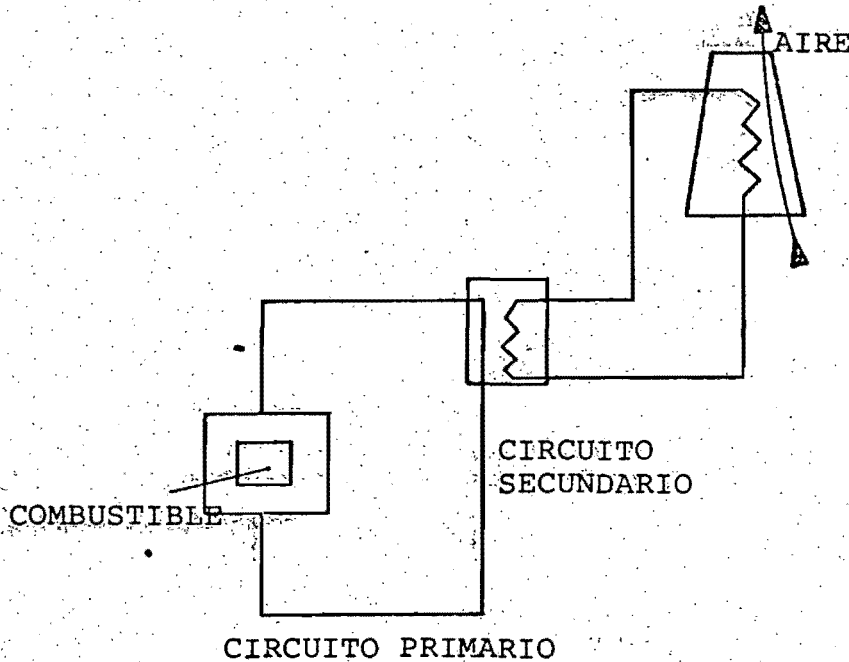 AIRE
CIRCUITO
SECUNDARIO
COMBUSTIBLE
CIRCUITO PRIMARIO